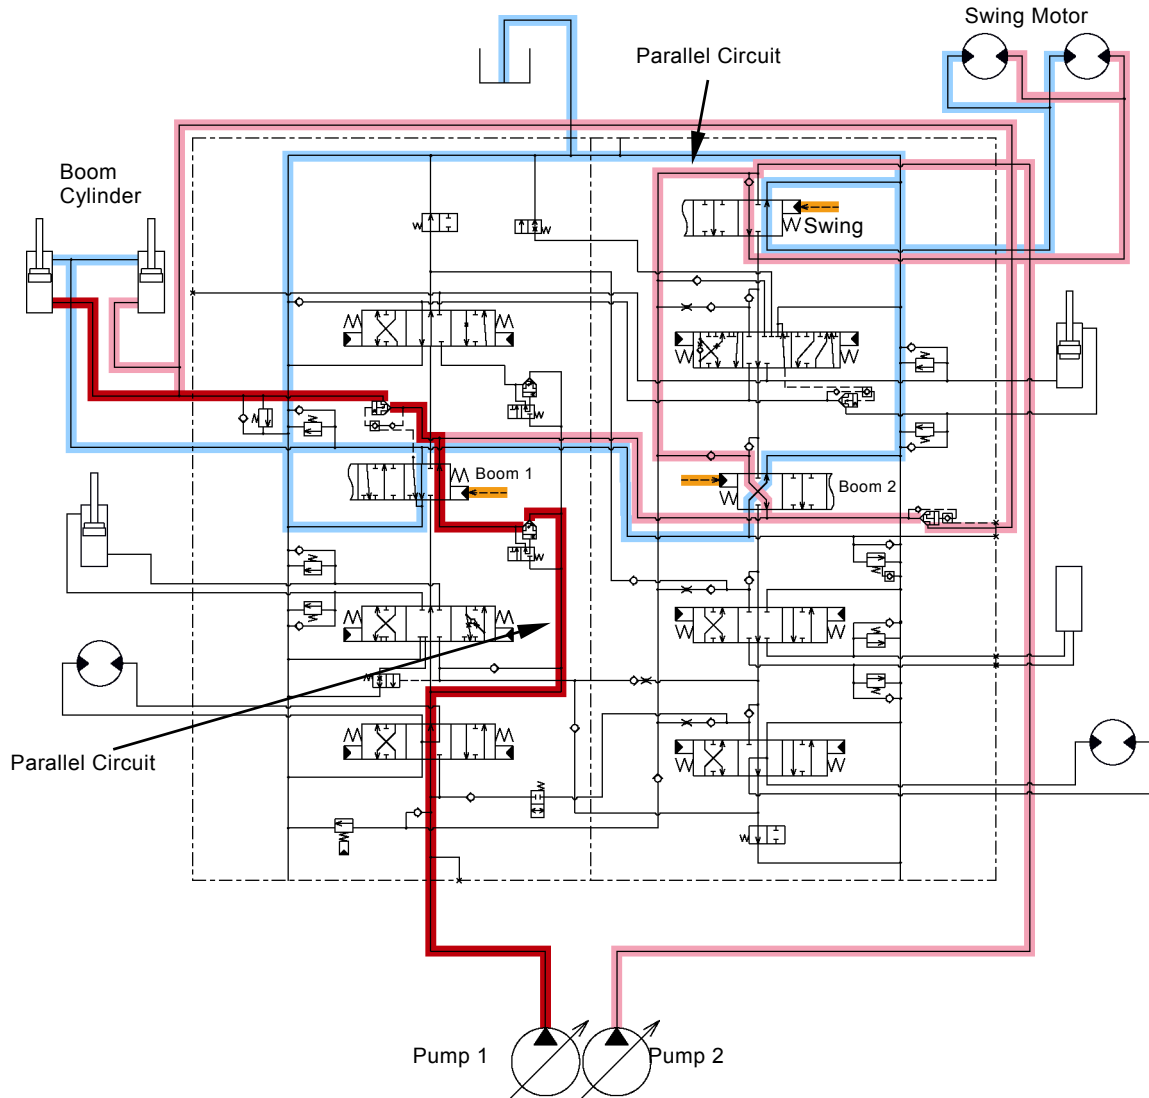 Swing Motor
Parallel Circuit
Boom
Cylinder
Swing
Boom 1
Boom 2
Parallel Circuit
Pump 1
Pump 2